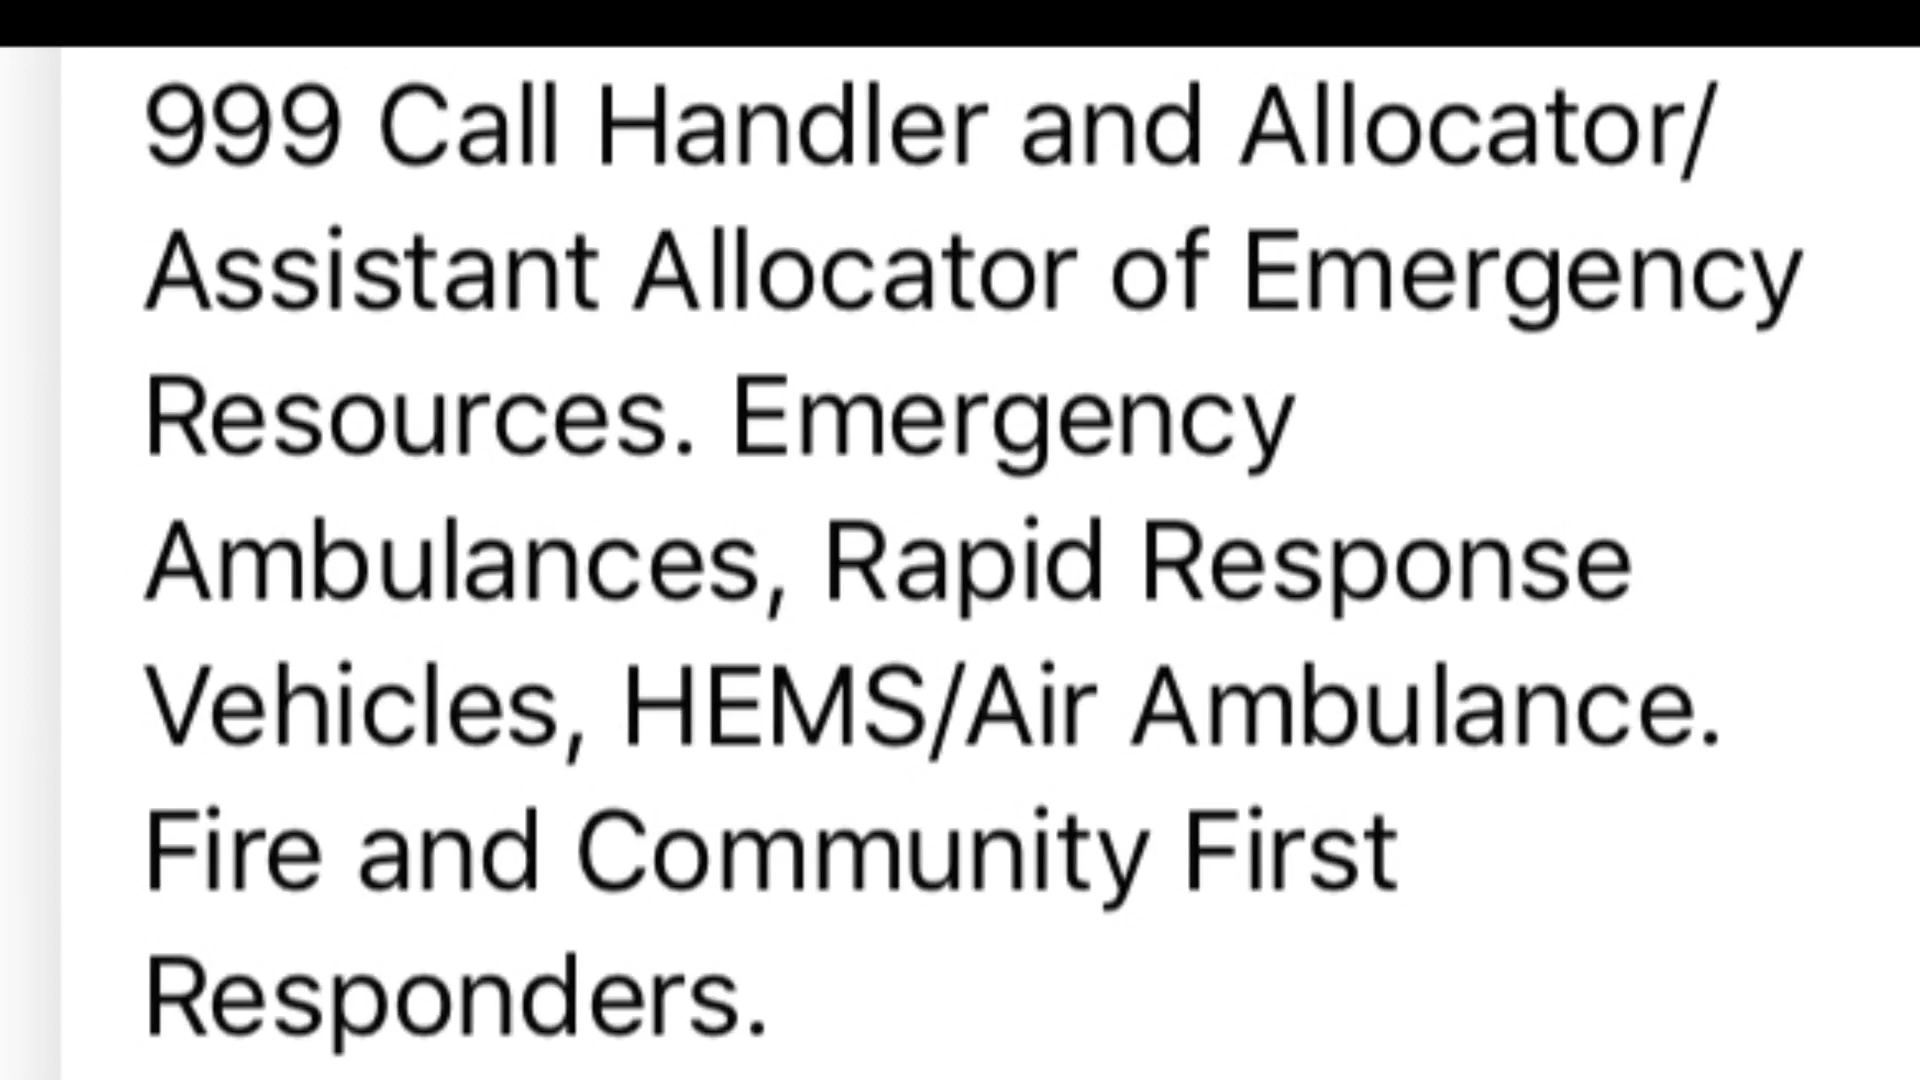 999 Call Handler and Allocator/
Assistant Allocator of Emergency
Resources. Emergency
Ambulances, Rapid Response
Vehicles, HEMS/Air Ambulance.
Fire and Community First
Responders.